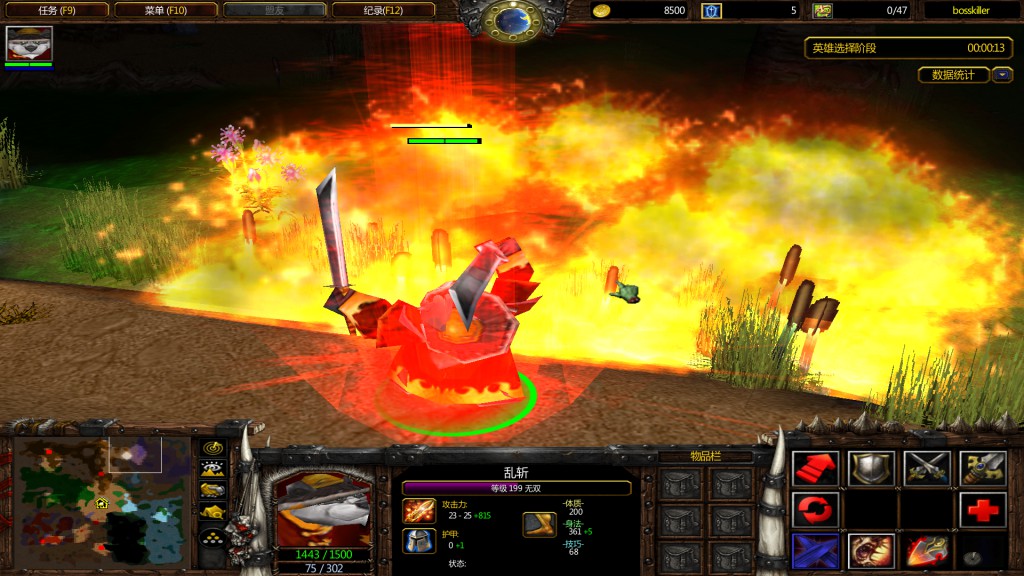 任务 (F9) 菜单 (F10) 盟友 纪录(F12) 8500 5 0/47 bosskiller
英雄选择阶段 00:00:13
数据统计
乱斩
等级 199 无双
攻击力:
23 - 25 +815
护甲:
0 +1
状态:
-体质-
200
-身法-
361 +5
-技巧-
68
物品栏
1443 / 1500
75 / 302